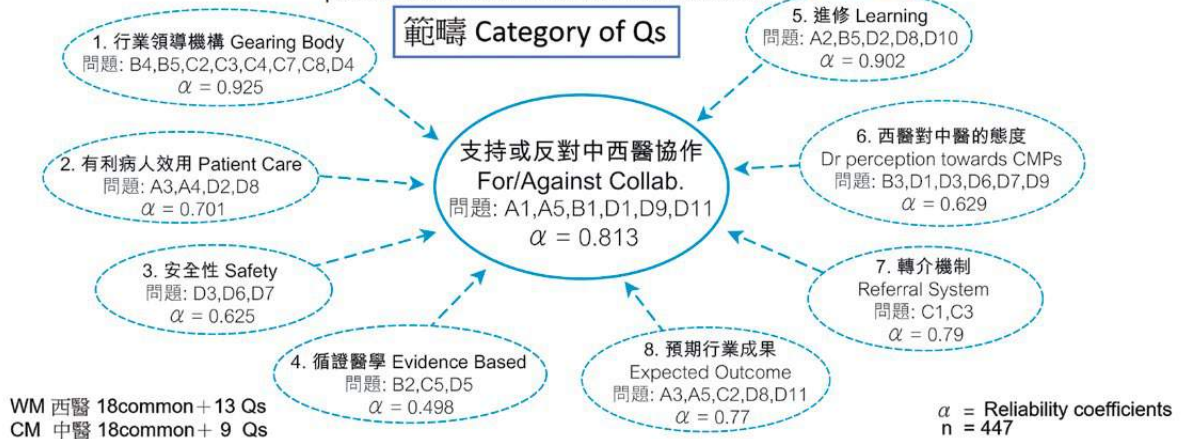 範疇 Category of Qs
1. 行業領導機構 Gearing Body
問題: B4,B5,C2,C3,C4,C7,C8,D4
α = 0.925
2. 有利病人效用 Patient Care
問題: A3,A4,D2,D8
α = 0.701
3. 安全性 Safety
問題: D3,D6,D7
α = 0.625
4. 循證醫學 Evidence Based
問題: B2,C5,D5
α = 0.498
支持或反對中西醫協作
For/Against Collab.
問題: A1,A5,B1,D1,D9,D11
α = 0.813
5. 進修 Learning
問題: A2,B5,D2,D8,D10
α = 0.902
6. 西醫對中醫的態度
Dr perception towards CMPs
問題: B3,D1,D3,D6,D7,D9
α = 0.629
7. 轉介機制
Referral System
問題: C1,C3
α = 0.79
8. 預期行業成果
Expected Outcome
問題: A3,A5,C2,D8,D11
α = 0.77
WM 西醫 18common+13 Qs
CM 中醫 18common+ 9 Qs
α = Reliability coefficients
n = 447